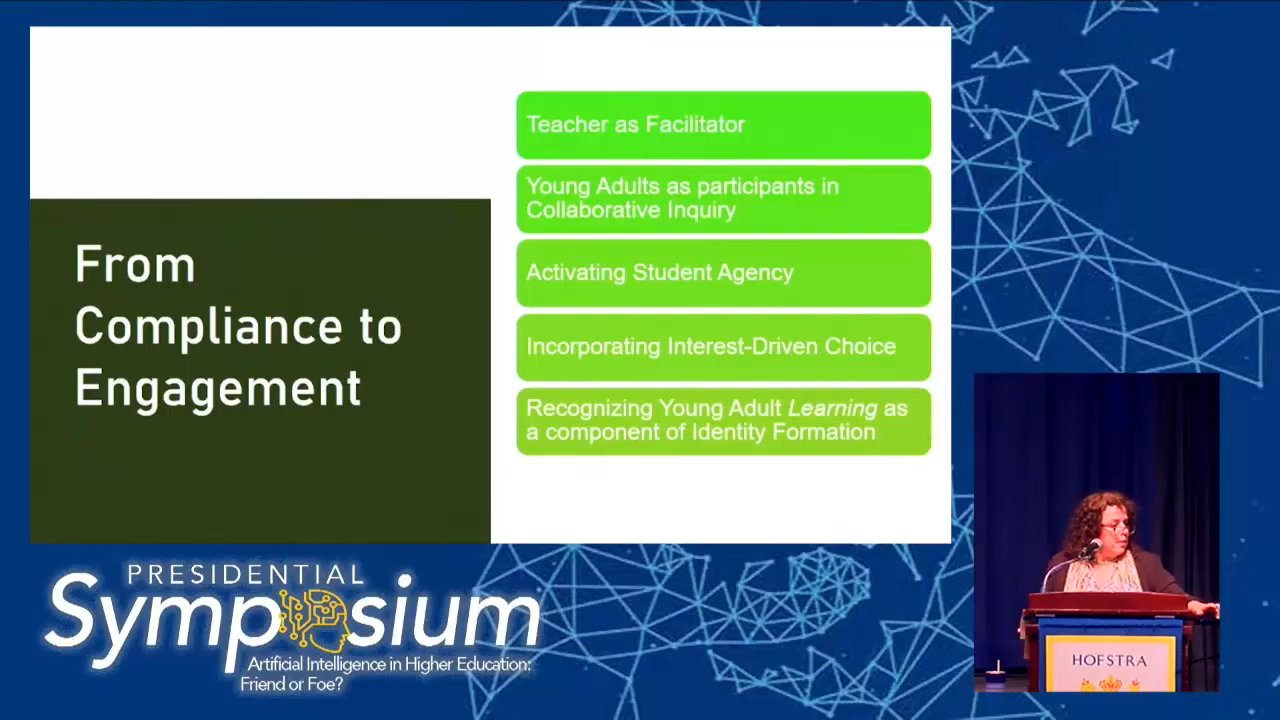 From
Compliance to
Engagement
Teacher as Facilitator
Young Adults as participants in
Collaborative Inquiry
Activating Student Agency
Incorporating Interest-Driven Choice
Recognizing Young Adult Learning as
a component of Identity Formation
PRESIDENTIAL
Symposium
Artificial Intelligence in Higher Education:
Friend or Foe?
HOFSTRA